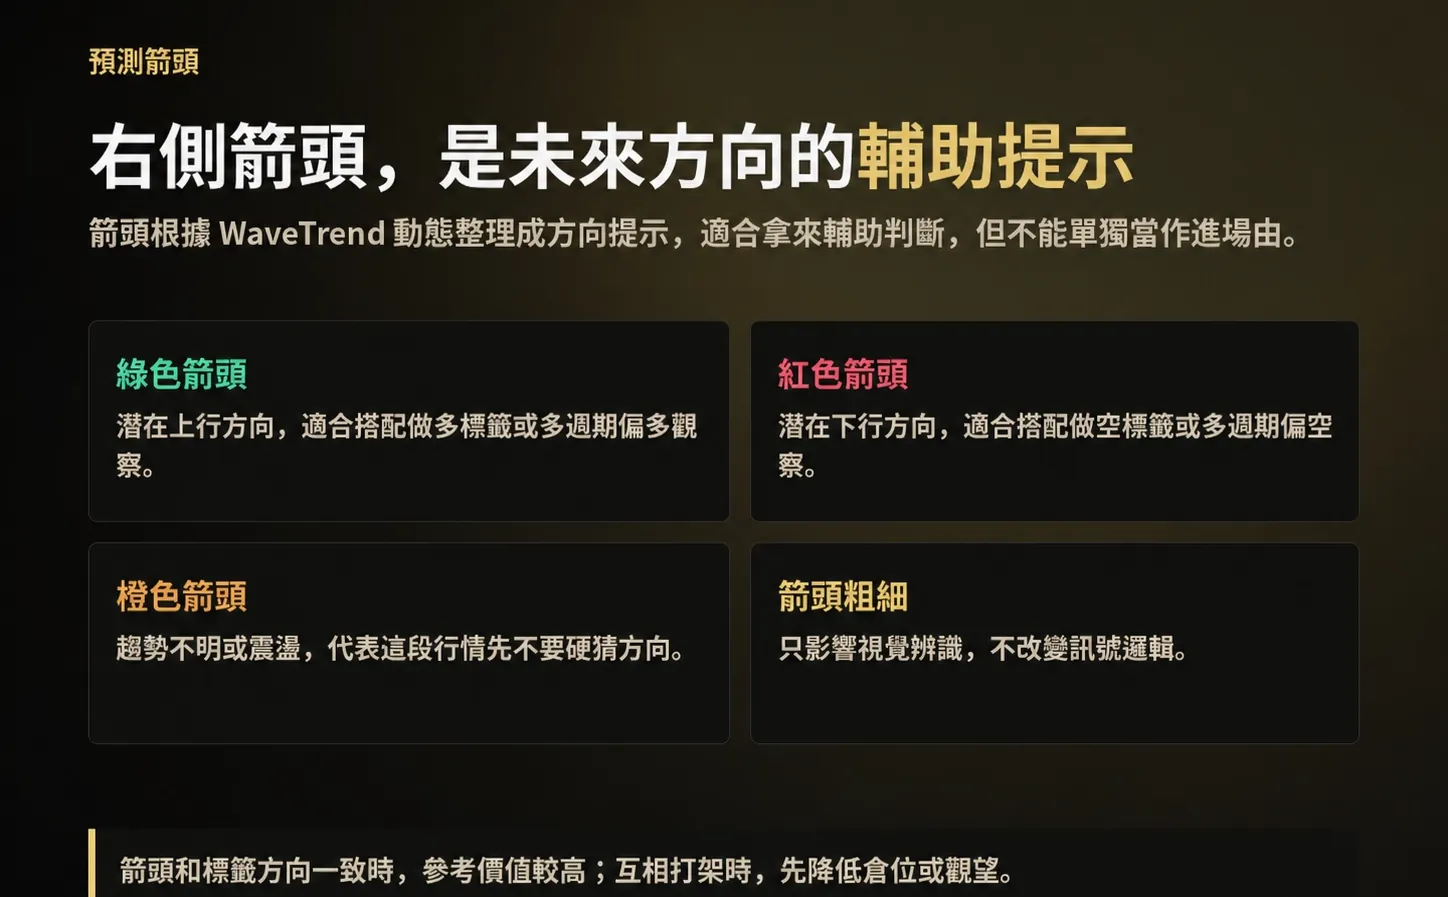 預測箭頭
右側箭頭，是未來方向的輔助提示
箭頭根據 WaveTrend 動態整理成方向提示，適合拿來輔助判斷，但不能單獨當作進場由。
綠色箭頭
潛在上行方向，適合搭配做多標籤或多週期偏多觀
察。
紅色箭頭
潛在下行方向，適合搭配做空標籤或多週期偏空
察。
橙色箭頭
趨勢不明或震盪，代表這段行情先不要硬猜方向。
箭頭粗細
只影響視覺辨識，不改變訊號邏輯。
箭頭和標籤方向一致時，參考價值較高；互相打架時，先降低倉位或觀望。